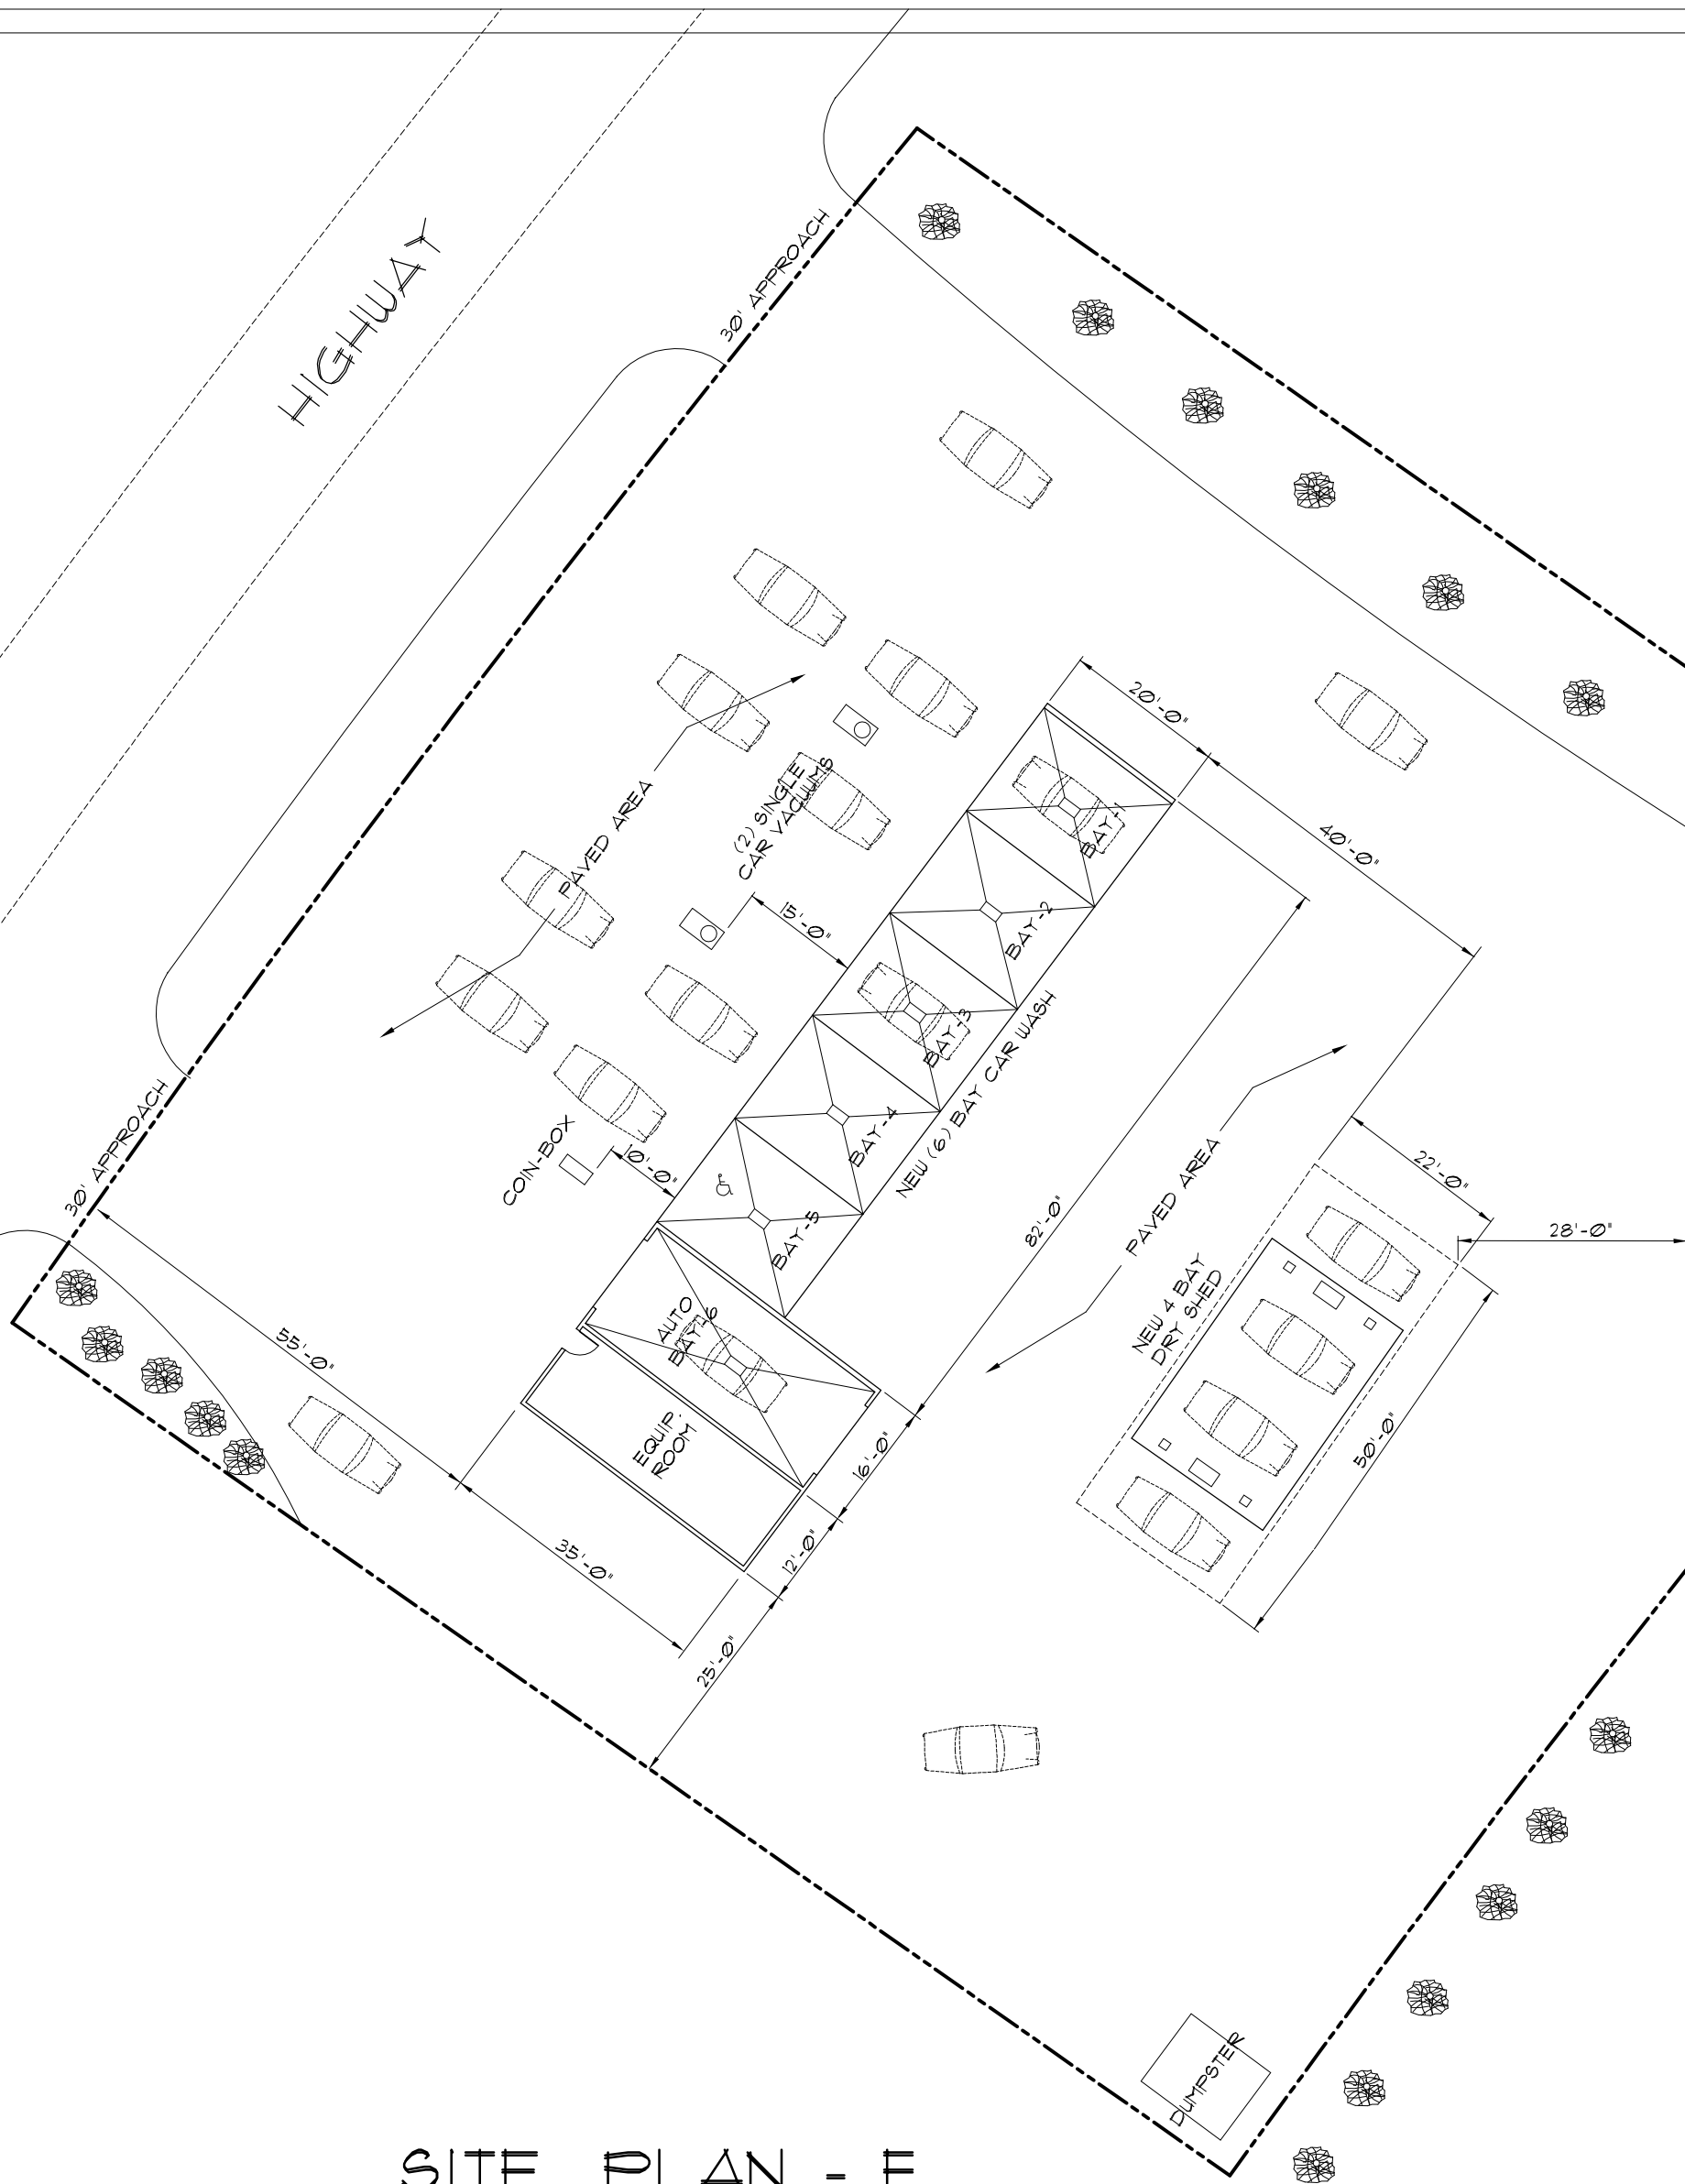 HIGHWAY
30' APPROACH
20'-0"
40'-0"
(2) SINGLE
CAR VACUUMS
PAVED AREA
BAY-1
15'-0"
BAY-2
BAY-3
NEW (6) BAY CAR WASH
BAY-4
30' APPROACH
COIN-BOX
10'-0"
BAY-5
82'-0"
PAVED AREA
22'-0"
28'-0"
NEW 4 BAY
DRY SHED
55'-0"
AUTO
BAY-6
EQUIP.
ROOM
16'-0"
50'-0"
35'-0"
12'-0"
25'-0"
DUMPSTER
SITE PLAN -